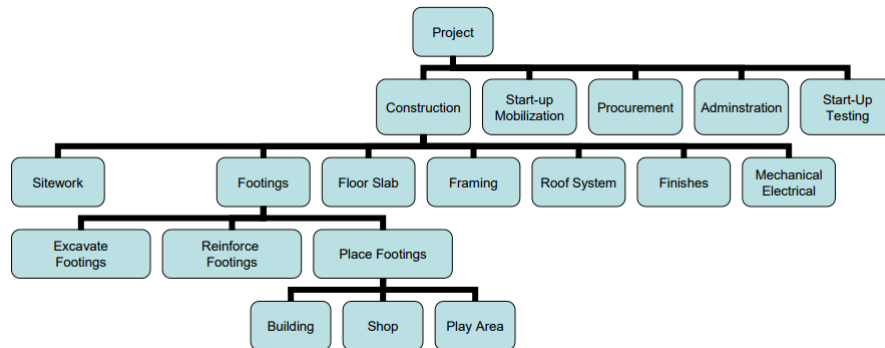 Project
Construction
Start-up
Mobilization
Procurement
Adminstration
Start-Up
Testing
Sitework
Footings
Floor Slab
Framing
Roof System
Finishes
Mechanical
Electrical
Excavate
Footings
Reinforce
Footings
Place Footings
Building
Shop
Play Area